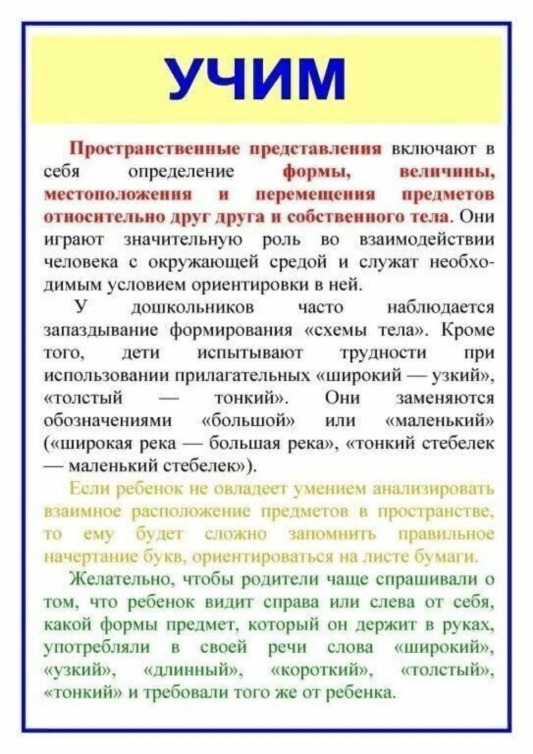 УЧИМ
Пространственные представления включают в
себя определение формы, величины,
местоположения и перемещения предметов
относительно друг друга и собственного тела. Они
играют значительную роль во взаимодействии
человека с окружающей средой и служат необхо-
димым условием ориентировки в ней.
У дошкольников часто наблюдается
запаздывание формирования «схемы тела». Кроме
того, дети испытывают трудности при
использовании прилагательных «широкий — узкий»,
«толстый — тонкий». Они заменяются
обозначениями «большой» или «маленький»
(«широкая река — большая река», «тонкий стебелек
— маленький стебелек»).
Если ребенок не овладеет умением анализировать
взаимное расположение предметов в пространстве,
то ему будет сложно запомнить правильное
начертание букв, ориентироваться на листе бумаги.
Желательно, чтобы родители чаще спрашивали о
том, что ребенок видит справа или слева от себя,
какой формы предмет, который он держит в руках,
употребляли в своей речи слова «широкий»,
«узкий», «длинный», «короткий», «толстый»,
«тонкий» и требовали того же от ребенка.